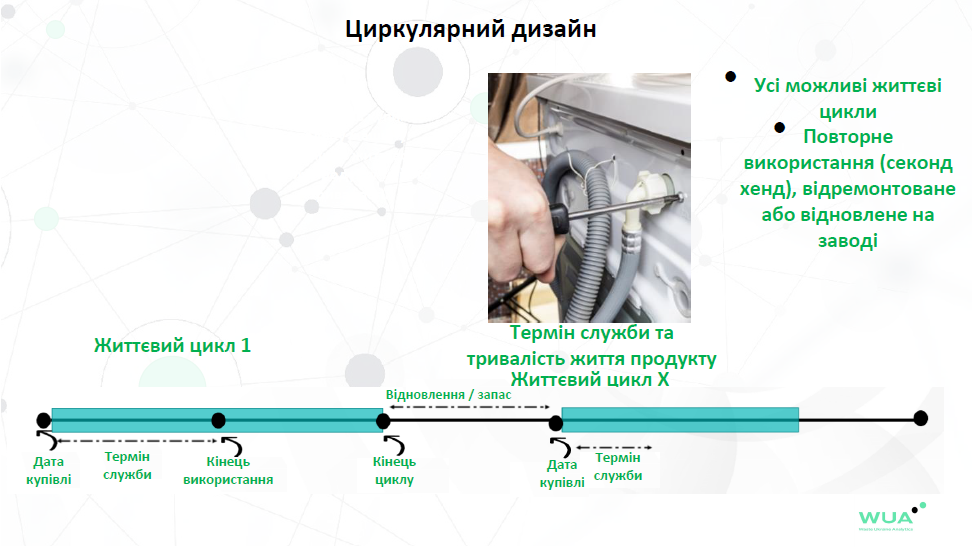 Циркулярний дизайн
Усі можливі життєві
цикли
Повторне
використання (секонд
хенд), відремонтоване
або відновлене на
заводі
Термін служби та
тривалість життя продукту
Життєвий цикл 1
Життєвий цикл X
Відновлення / запас
Дата
купівлі
Термін
служби
Кінець
використання
Кінець
циклу
Дата
купівлі
Термін
служби
WUA